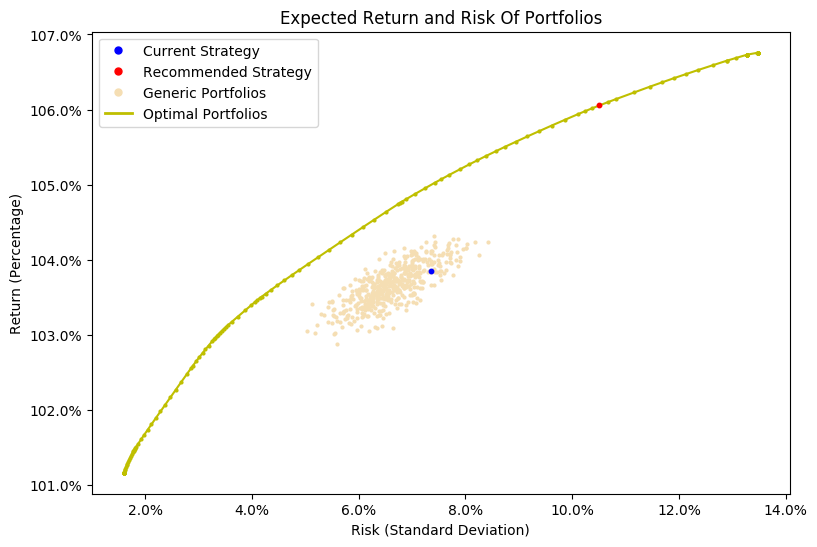 Expected Return and Risk Of Portfolios
107.0%
106.0%
105.0%
104.0%
103.0%
102.0%
101.0%
Return (Percentage)
Current Strategy
Recommended Strategy
Generic Portfolios
Optimal Portfolios
2.0%
4.0%
6.0%
8.0%
10.0%
12.0%
14.0%
Risk (Standard Deviation)